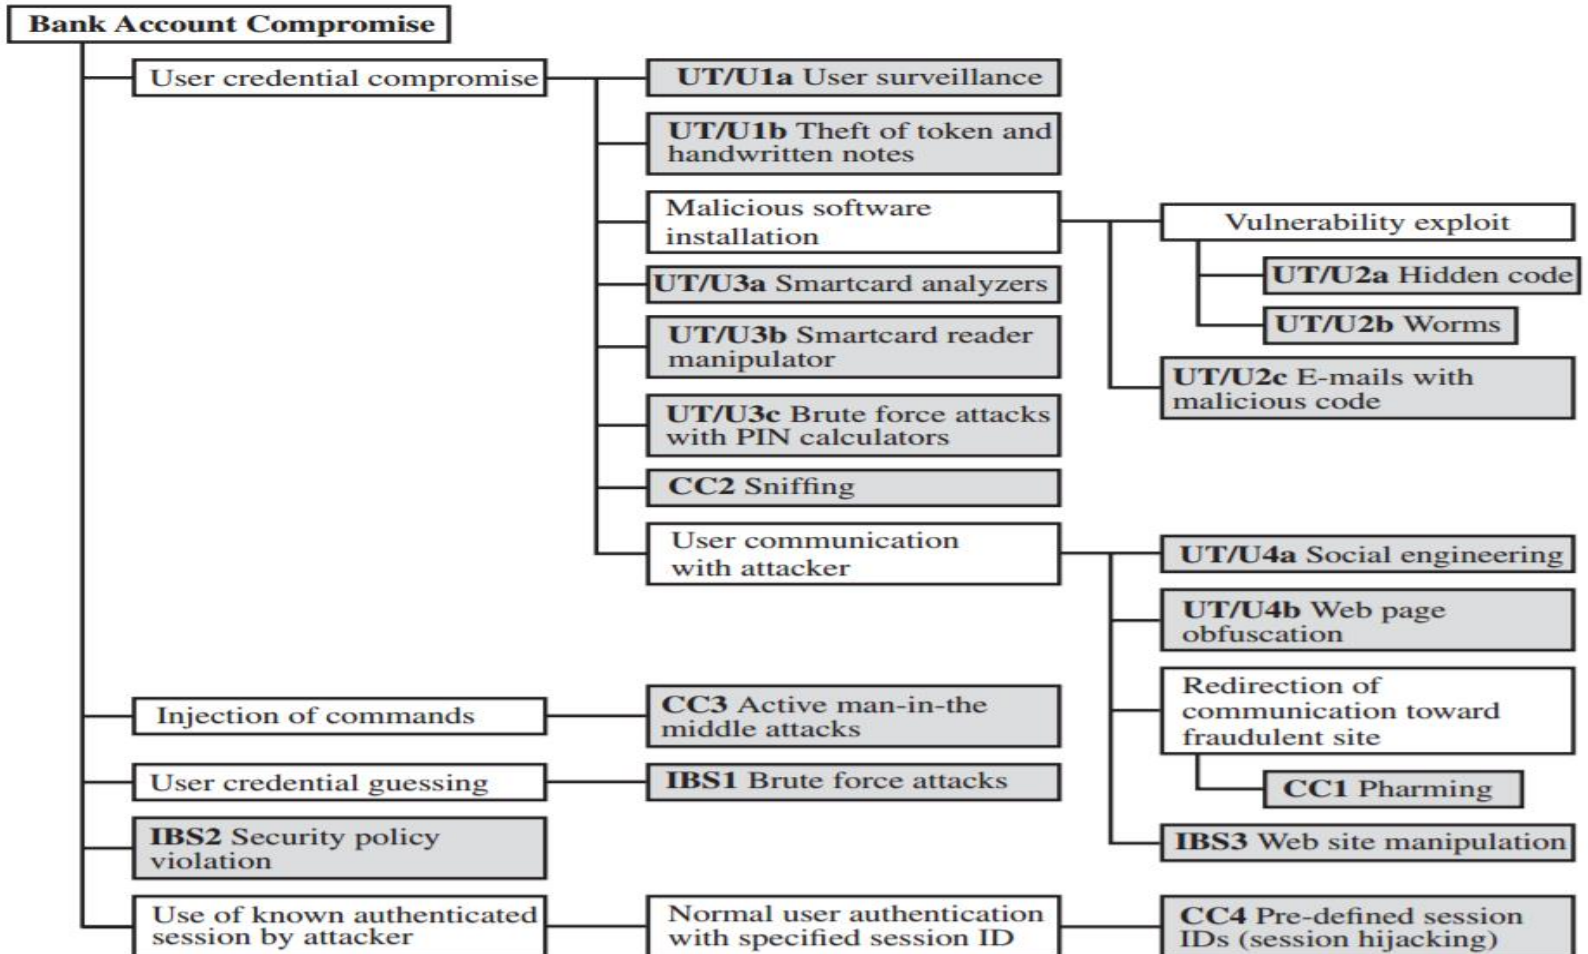 Bank Account Compromise
User credential compromise
UT/U1a User surveillance
UT/U1b Theft of token and
handwritten notes
Malicious software
installation
Vulnerability exploit
UT/U2a Hidden code
UT/U2b Worms
UT/U2c E-mails with
malicious code
UT/U3a Smartcard analyzers
UT/U3b Smartcard reader
manipulator
UT/U3c Brute force attacks
with PIN calculators
CC2 Sniffing
User communication
with attacker
UT/U4a Social engineering
UT/U4b Web page
obfuscation
Redirection of
communication toward
fraudulent site
CC1 Pharming
IBS3 Web site manipulation
Injection of commands
CC3 Active man-in-the
middle attacks
User credential guessing
IBS1 Brute force attacks
IBS2 Security policy
violation
Use of known authenticated
session by attacker
Normal user authentication
with specified session ID
CC4 Pre-defined session
IDs (session hijacking)